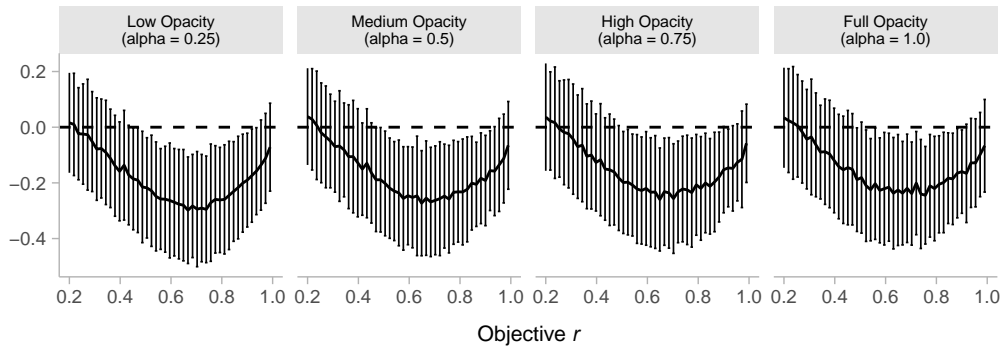 Low Opacity
(alpha = 0.25)
Medium Opacity
(alpha = 0.5)
High Opacity
(alpha = 0.75)
Full Opacity
(alpha = 1.0)
0.2
0.0
−0.2
−0.4
0.2 0.4 0.6 0.8 1.0
0.2 0.4 0.6 0.8 1.0
0.2 0.4 0.6 0.8 1.0
0.2 0.4 0.6 0.8 1.0
Objective r